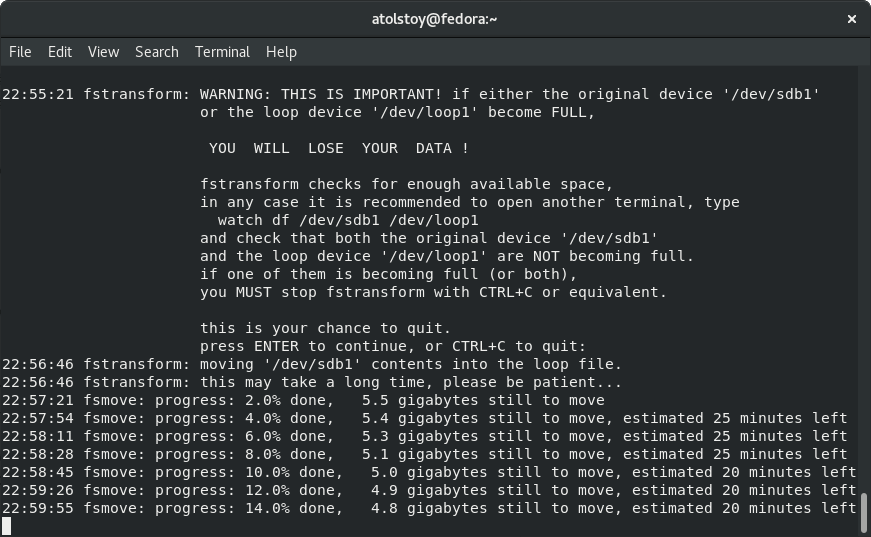 atolstoy@fedora:~
×
File Edit View Search Terminal Help
22:55:21 fstransform: WARNING: THIS IS IMPORTANT! if either the original device '/dev/sdb1'
or the loop device '/dev/loop1' become FULL,
YOU WILL LOSE YOUR DATA !
fstransform checks for enough available space,
in any case it is recommended to open another terminal, type
watch df /dev/sdb1 /dev/loop1
and check that both the original device '/dev/sdb1'
and the loop device '/dev/loop1' are NOT becoming full.
if one of them is becoming full (or both),
you MUST stop fstransform with CTRL+C or equivalent.
this is your chance to quit.
press ENTER to continue, or CTRL+C to quit:
22:56:46 fstransform: moving '/dev/sdb1' contents into the loop file.
22:56:46 fstransform: this may take a long time, please be patient...
22:57:21 fsmove: progress: 2.0% done,   5.5 gigabytes still to move
22:57:54 fsmove: progress: 4.0% done,   5.4 gigabytes still to move, estimated 25 minutes left
22:58:11 fsmove: progress: 6.0% done,   5.3 gigabytes still to move, estimated 25 minutes left
22:58:28 fsmove: progress: 8.0% done,   5.1 gigabytes still to move, estimated 25 minutes left
22:58:45 fsmove: progress: 10.0% done,   5.0 gigabytes still to move, estimated 20 minutes left
22:59:26 fsmove: progress: 12.0% done,   4.9 gigabytes still to move, estimated 20 minutes left
22:59:55 fsmove: progress: 14.0% done,   4.8 gigabytes still to move, estimated 20 minutes left